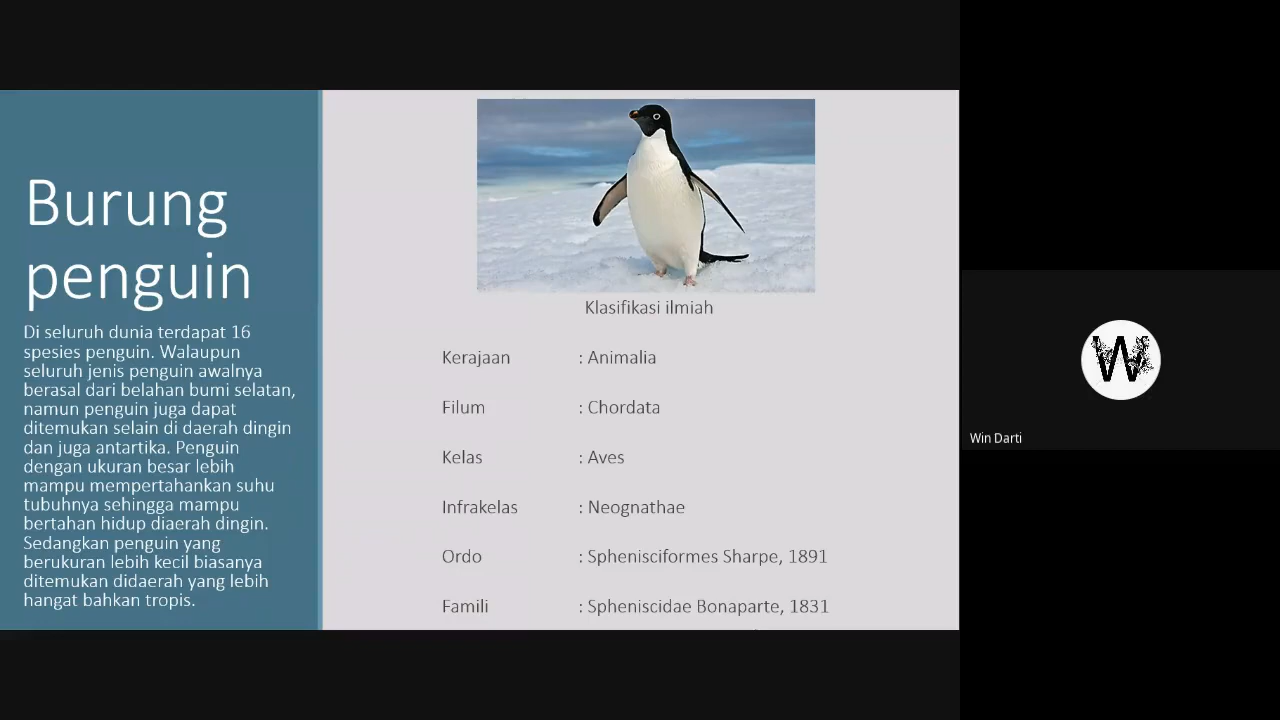 Burung
penguin
Di seluruh dunia terdapat 16
spesies penguin. Walaupun
seluruh jenis penguin awalnya
berasal dari belahan bumi selatan,
namun penguin juga dapat
ditemukan selain di daerah dingin
dan juga antartika. Penguin
dengan ukuran besar lebih
mampu mempertahankan suhu
tubuhnya sehingga mampu
bertahan hidup diaerah dingin.
Sedangkan penguin yang
berukuran lebih kecil biasanya
ditemukan didaerah yang lebih
hangat bahkan tropis.
Klasifikasi ilmiah
Kerajaan : Animalia
Filum : Chordata
Kelas : Aves
Infrakelas : Neognathae
Ordo : Sphenisciformes Sharpe, 1891
Famili : Spheniscidae Bonaparte, 1831
W
Win Darti